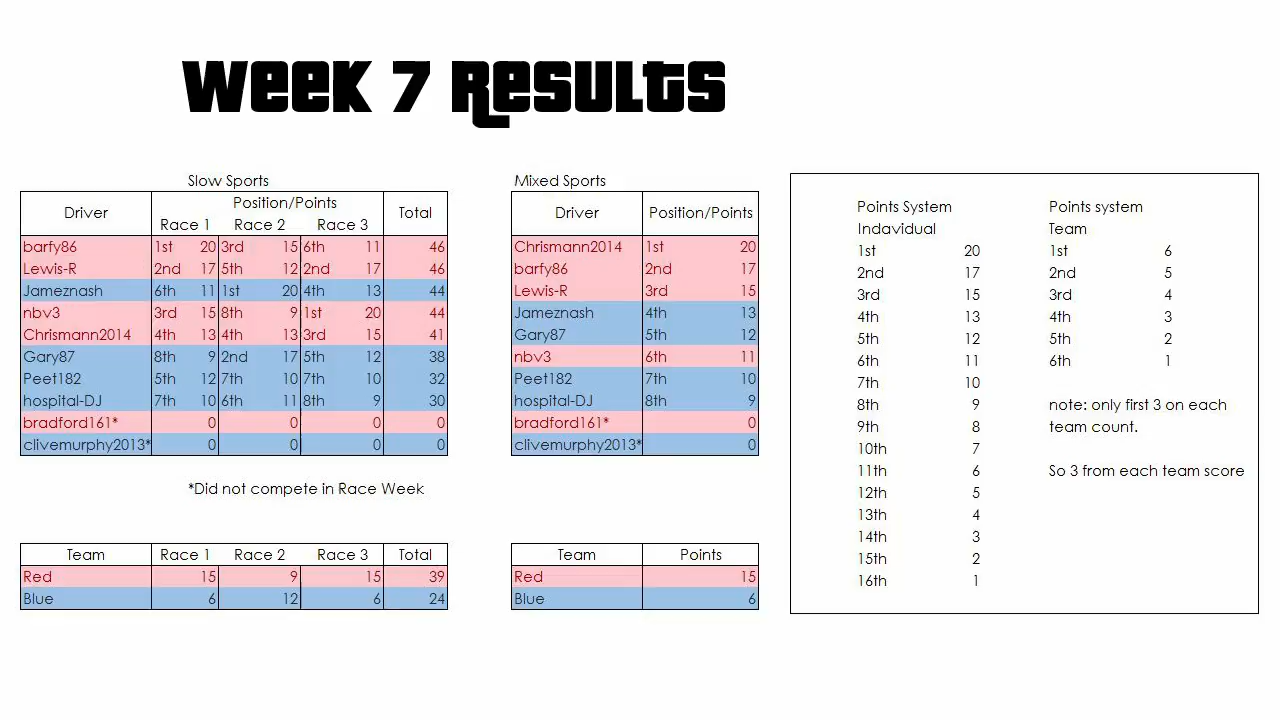 Week 7 Results
Slow Sports
Driver Position/Points Total
Race 1 Race 2 Race 3
barfy86 1st 20 3rd 15 6th 11 46
Lewis-R 2nd 17 5th 12 2nd 17 46
Jameznash 6th 11 1st 20 4th 13 44
nbv3 3rd 15 8th 9 1st 20 44
Chrismann2014 4th 13 4th 13 3rd 15 41
Gary87 8th 9 2nd 17 5th 12 38
Peet182 5th 12 7th 10 7th 10 32
hospital-DJ 7th 10 6th 11 8th 9 30
bradford161* 0 0 0 0
clivemurphy2013* 0 0 0 0
*Did not compete in Race Week
Team Race 1 Race 2 Race 3 Total
Red 15 9 15 39
Blue 6 12 6 24
Mixed Sports
Driver Position/Points
Chrismann2014 1st 20
barfy86 2nd 17
Lewis-R 3rd 15
Jameznash 4th 13
Gary87 5th 12
nbv3 6th 11
Peet182 7th 10
hospital-DJ 8th 9
bradford161* 0
clivemurphy2013* 0
Team Points
Red 15
Blue 6
Points System
Indavidual
1st 20
2nd 17
3rd 15
4th 13
5th 12
6th 11
7th 10
8th 9
9th 8
10th 7
11th 6
12th 5
13th 4
14th 3
15th 2
16th 1
Points system
Team
1st 6
2nd 5
3rd 4
4th 3
5th 2
6th 1
note: only first 3 on each
team count.
So 3 from each team score